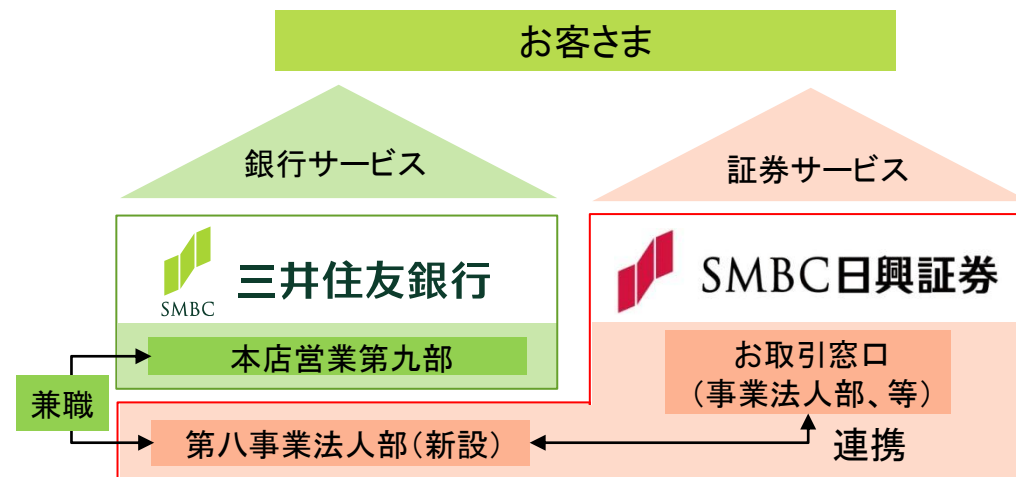 お客さま
銀行サービス
証券サービス
SMBC
三井住友銀行
SMBC日興証券
本店営業第九部
お取引窓口
（事業法人部、等）
兼職
第八事業法人部（新設）
連携